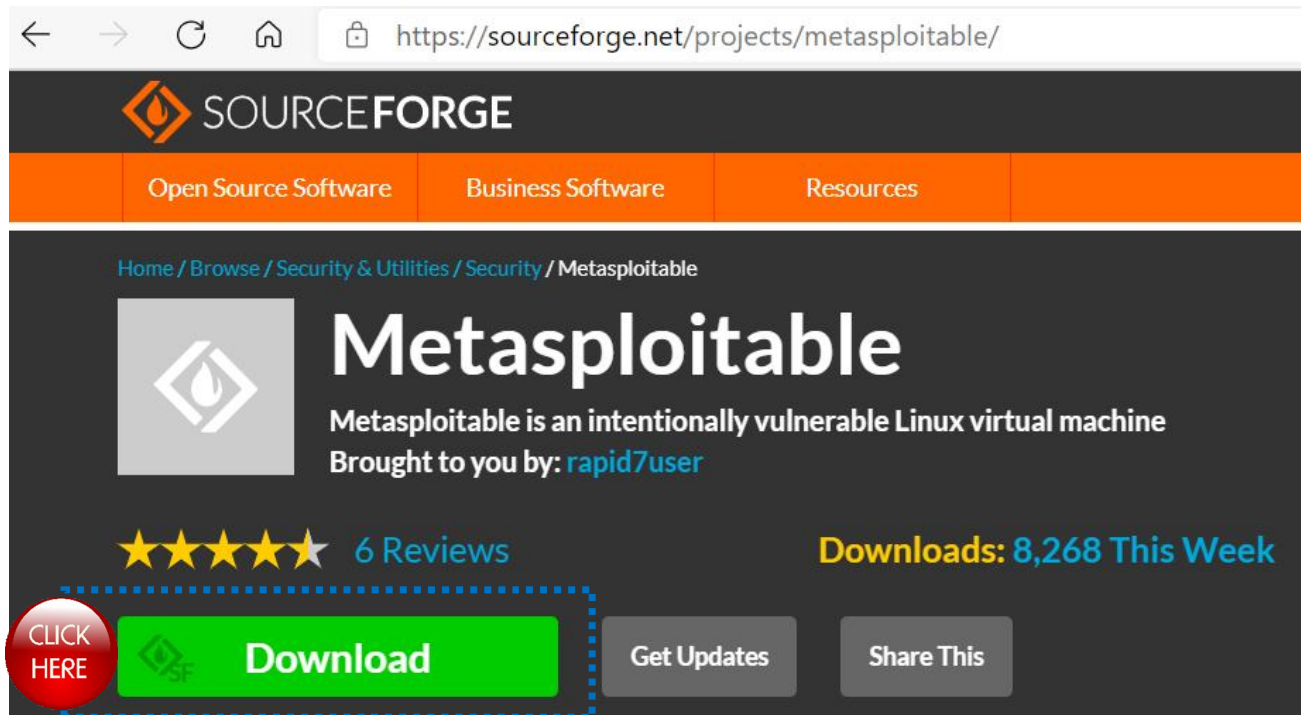 https://sourceforge.net/projects/metasploitable/
SOURCEFORGE
Open Source Software Business Software Resources
Home / Browse / Security & Utilities / Security / Metasploitable
Metasploitable
Metasploitable is an intentionally vulnerable Linux virtual machine
Brought to you by: rapid7user
6 Reviews Downloads: 8,268 This Week
CLICK
HERE
SF
Download Get Updates Share This